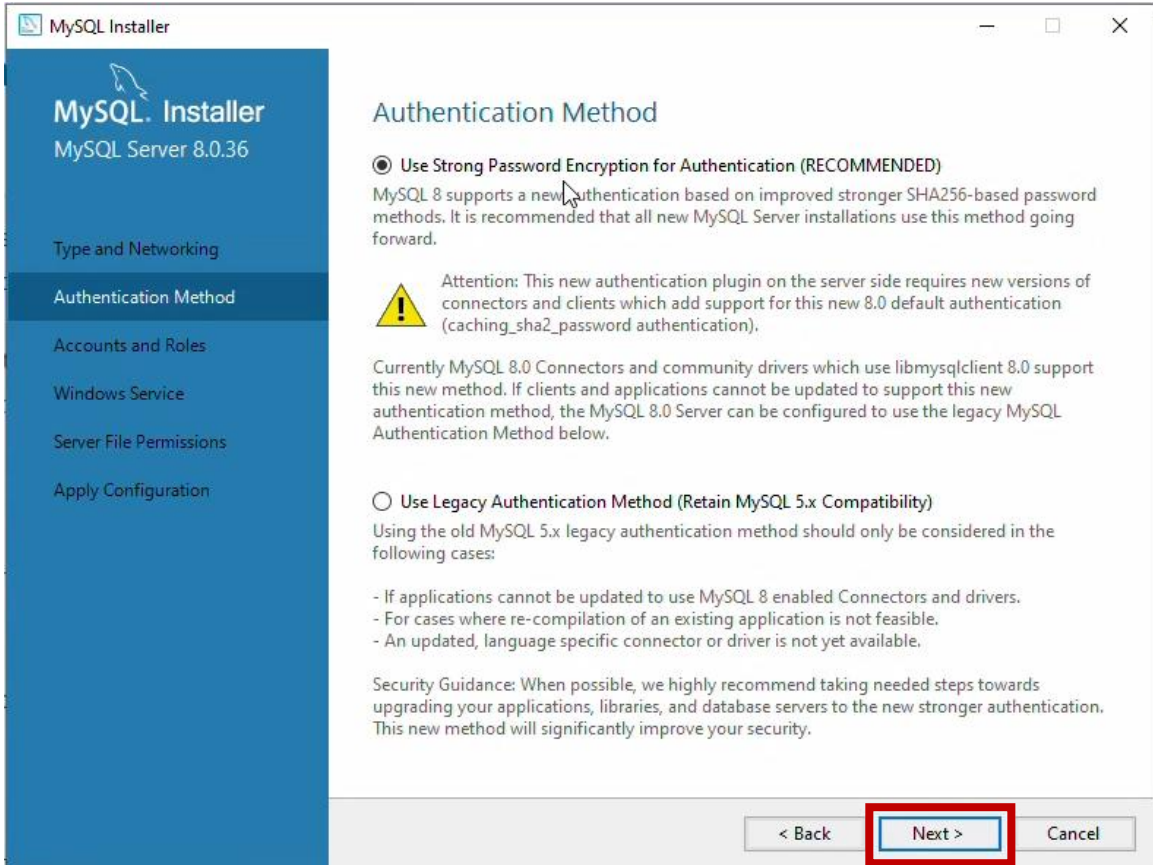 MySQL Installer
MySQL. Installer
MySQL Server 8.0.36
Type and Networking
Authentication Method
Accounts and Roles
Windows Service
Server File Permissions
Apply Configuration
Authentication Method
Use Strong Password Encryption for Authentication (RECOMMENDED)
MySQL 8 supports a new authentication based on improved stronger SHA256-based password
methods. It is recommended that all new MySQL Server installations use this method going
forward.
Attention: This new authentication plugin on the server side requires new versions of
connectors and clients which add support for this new 8.0 default authentication
(caching_sha2_password authentication).
Currently MySQL 8.0 Connectors and community drivers which use libmysqlclient 8.0 support
this new method. If clients and applications cannot be updated to support this new
authentication method, the MySQL 8.0 Server can be configured to use the legacy MySQL
Authentication Method below.
Use Legacy Authentication Method (Retain MySQL 5.x Compatibility)
Using the old MySQL 5.x legacy authentication method should only be considered in the
following cases:
- If applications cannot be updated to use MySQL 8 enabled Connectors and drivers.
- For cases where re-compilation of an existing application is not feasible.
- An updated, language specific connector or driver is not yet available.
Security Guidance: When possible, we highly recommend taking needed steps towards
upgrading your applications, libraries, and database servers to the new stronger authentication.
This new method will significantly improve your security.
< Back
Next >
Cancel